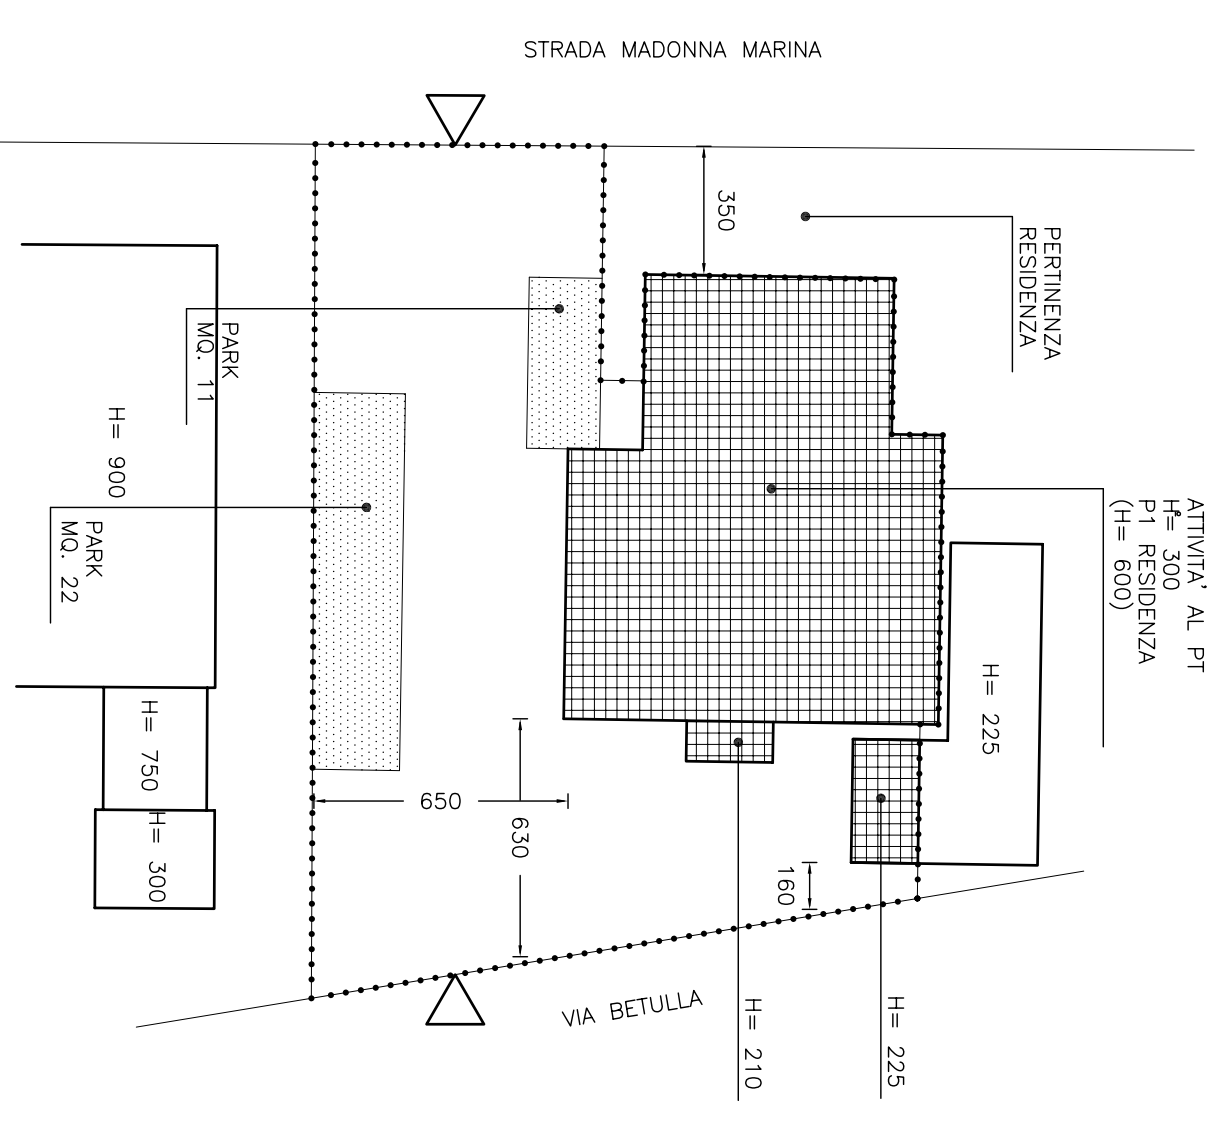 STRADA MADONNA MARINA
350
PERTINENZA
RESIDENZA
PARK
MQ. 11
H= 900
PARK
MQ. 22
ATTIVITA' AL PT
H= 300
P1 RESIDENZA
(H= 600)
H= 225
H= 750
H= 300
650
630
160
VIA BETULLA
H= 210
H= 225